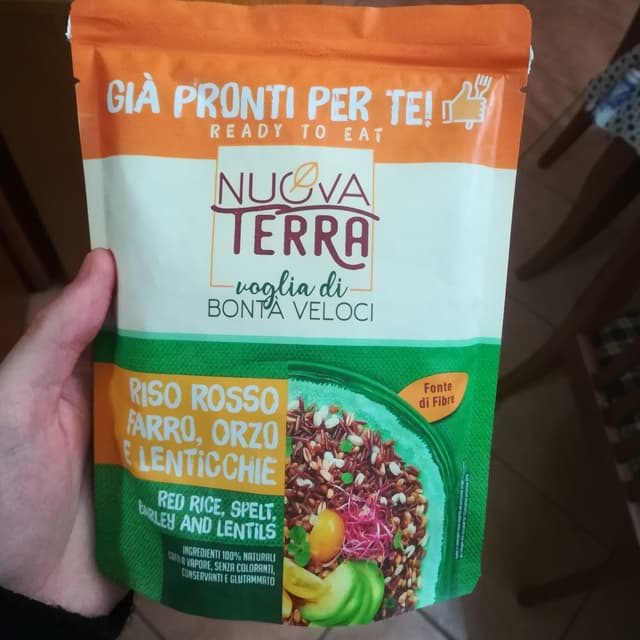 GIÀ PRONTI PER TE!
READY TO EAT
NUOVA
TERRA
voglia di
BONTÀ VELOCI
RISO ROSSO
FARRO, ORZO
E LENTICCHIE
RED RICE, SPELT,
BARLEY AND LENTILS
INGREDIENTI 100% NATURALI
COTTI A VAPORE, SENZA COLORANTI,
CONSERVANTI E GLUTAMMATO
Fonte
di Fibre